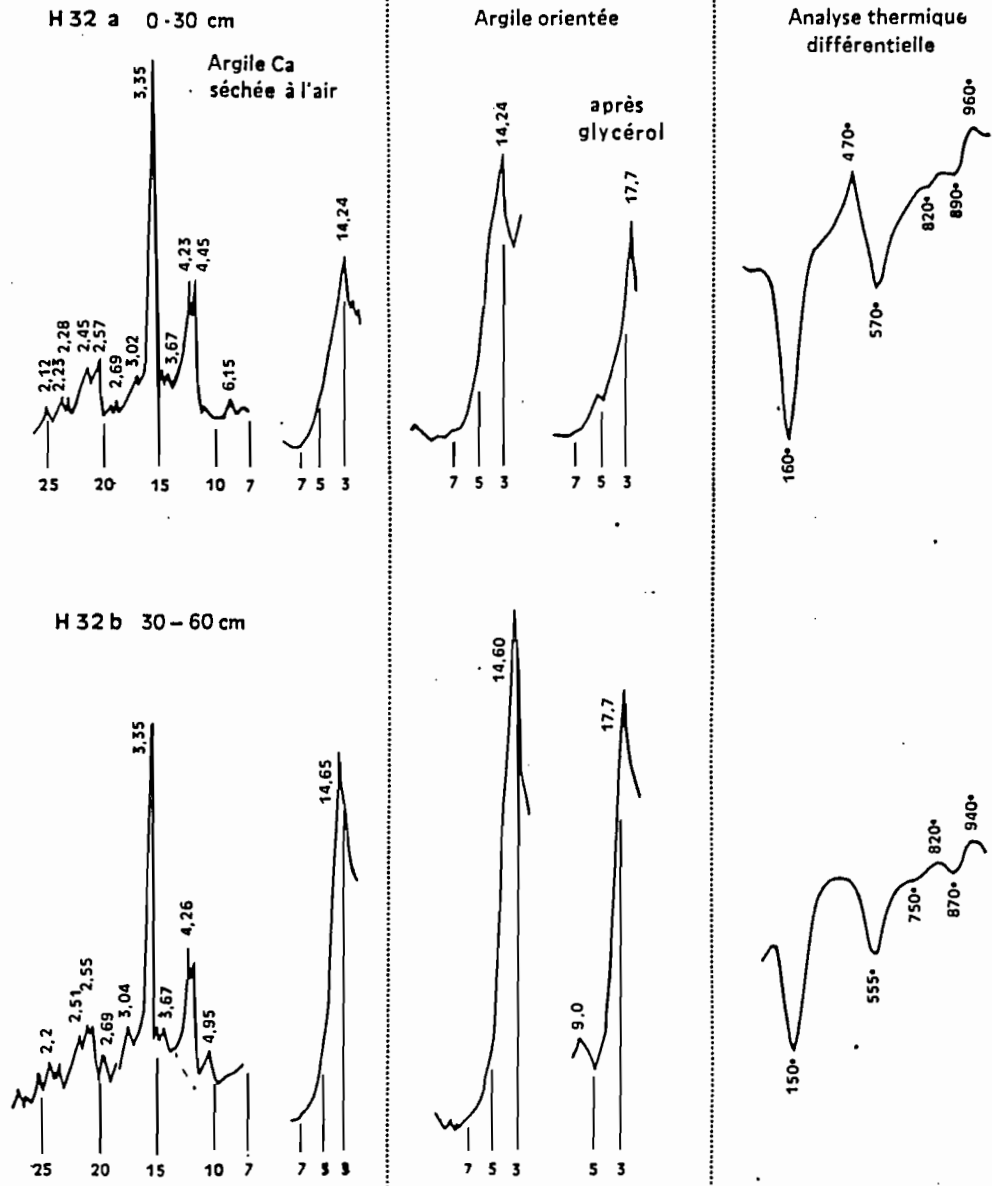 H 32 a 0-30 cm
Argile Ca
séchée à l'air
3,35
2,12
2,23
2,28
2,45
2,57
2,69
3,02
3,67
4,23
4,45
6,15
25 20 15 10 7
14,24
7 5 3
Argile orientée
14,24
7 5 3
après
glycérol
17.7
7 5 3
Analyse thermique
différentielle
160°
470°
570°
820°
890°
960°
H 32 b 30 – 60 cm
3,35
2,2
2,51
2,55
2,69
3,04
3,67
4,26
4,95
25 20 15 10 7
14,65
7 5 3
14,60
7 5 3
9.0
17.7
5 3
150°
555°
750°
820°
870°
940°